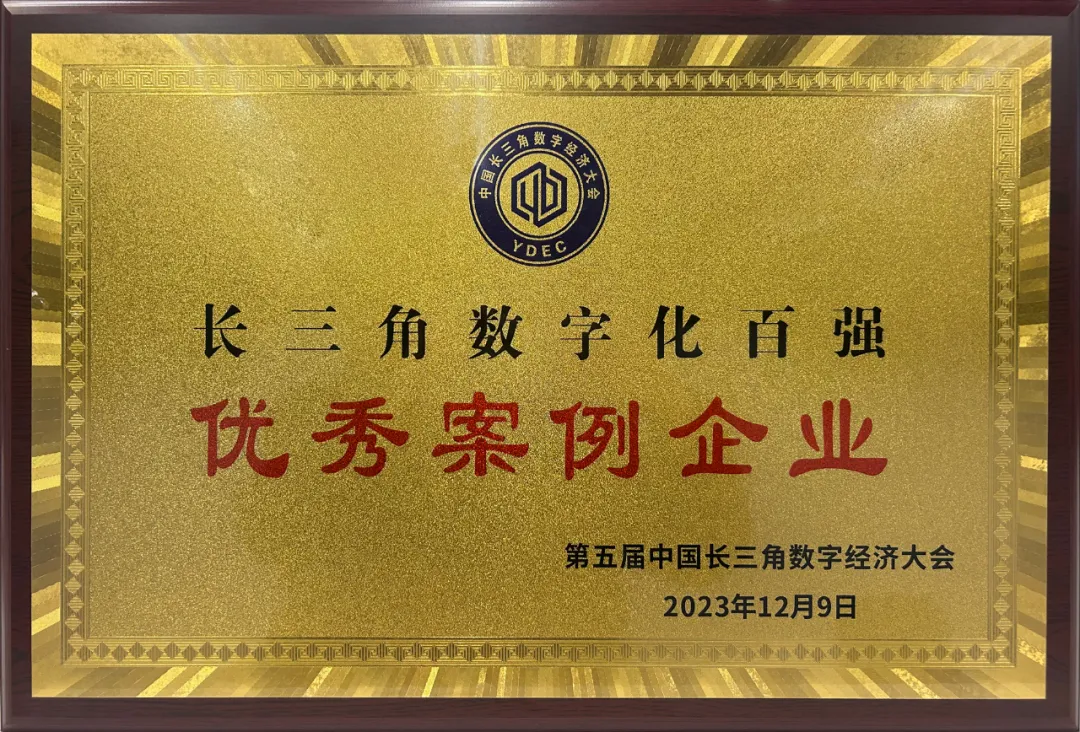 中国长三角数字经济大会
YDEC
长三角数字化百强
优秀案例企业
第五届中国长三角数字经济大会
2023年12月9日